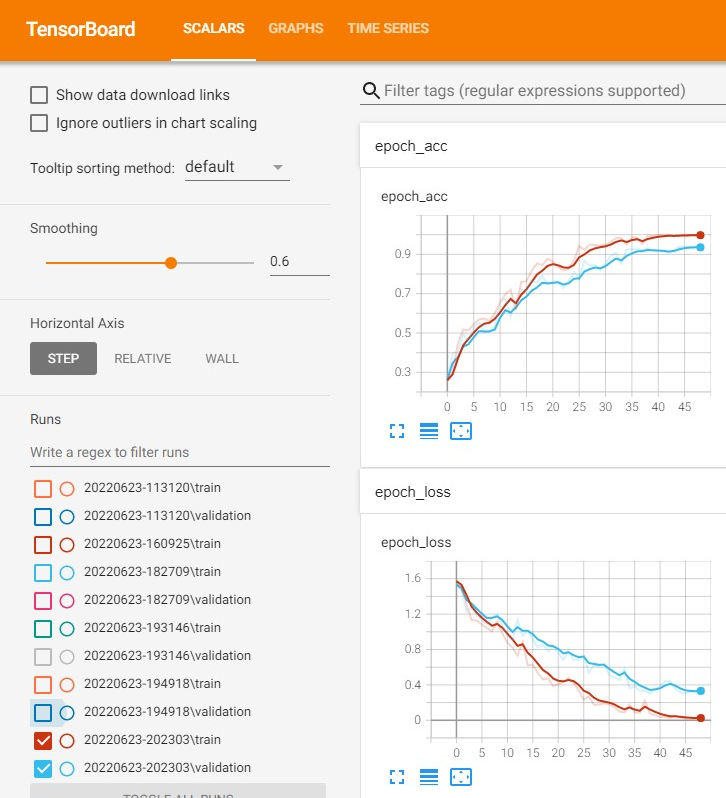 TensorBoard
SCALARS GRAPHS TIME SERIES
Show data download links
Ignore outliers in chart scaling
Tooltip sorting method: default
Smoothing
0.6
Horizontal Axis
STEP RELATIVE WALL
Runs
Write a regex to filter runs
20220623-113120\train
20220623-113120\validation
20220623-160925\train
20220623-182709\train
20220623-182709\validation
20220623-193146\train
20220623-193146\validation
20220623-194918\train
20220623-194918\validation
20220623-202303\train
20220623-202303\validation
TOGGLE ALL RUNS
Filter tags (regular expressions supported)
epoch_acc
epoch_acc
0.9
0.7
0.5
0.3
0 5 10 15 20 25 30 35 40 45
epoch_loss
epoch_loss
1.6
1.2
0.8
0.4
0
0 5 10 15 20 25 30 35 40 45